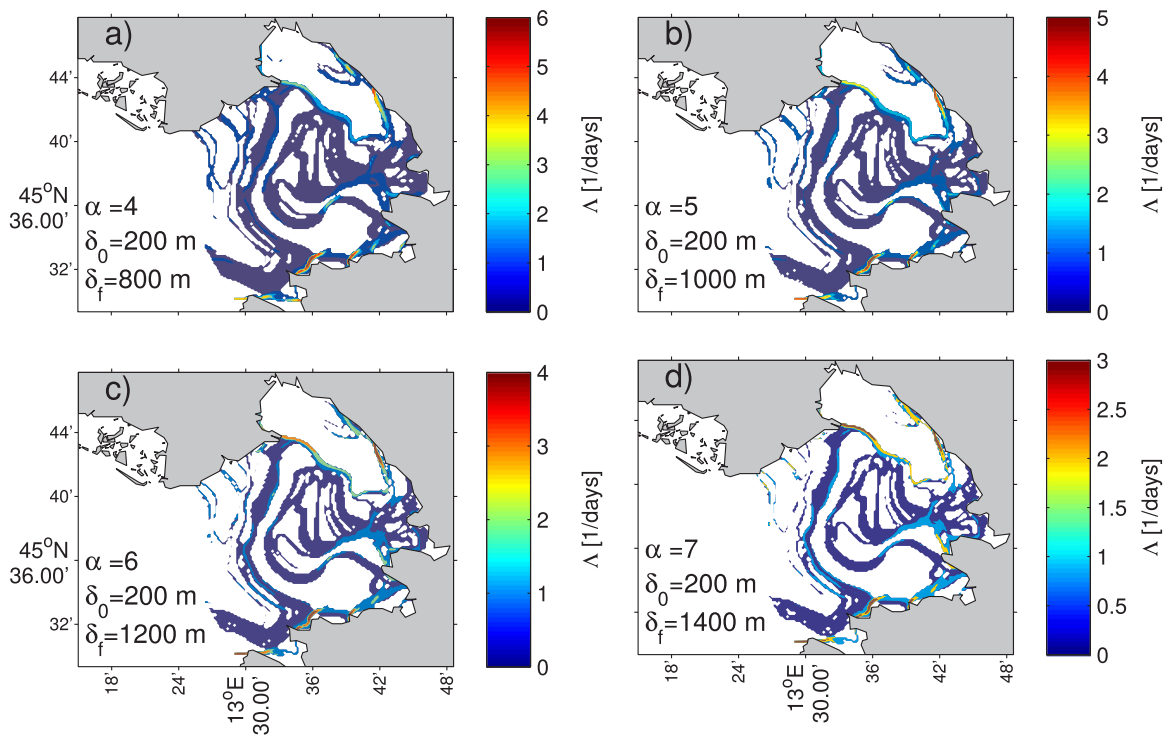 a)
44'
40'
45°N
36.00'
32'
α =4
δ0=200 m
δf=800 m
6
5
4
3
2
1
0
Λ [1/days]
b)
α =5
δ0=200 m
δf=1000 m
5
4
3
2
1
0
Λ [1/days]
c)
44'
40'
45°N
36.00'
32'
α =6
δ0=200 m
δf=1200 m
18'
24'
13°E
30.00'
36'
42'
48'
4
3
2
1
0
Λ [1/days]
d)
α =7
δ0=200 m
δf=1400 m
18'
24'
13°E
30.00'
36'
42'
48'
3
2.5
2
1.5
1
0.5
0
Λ [1/days]